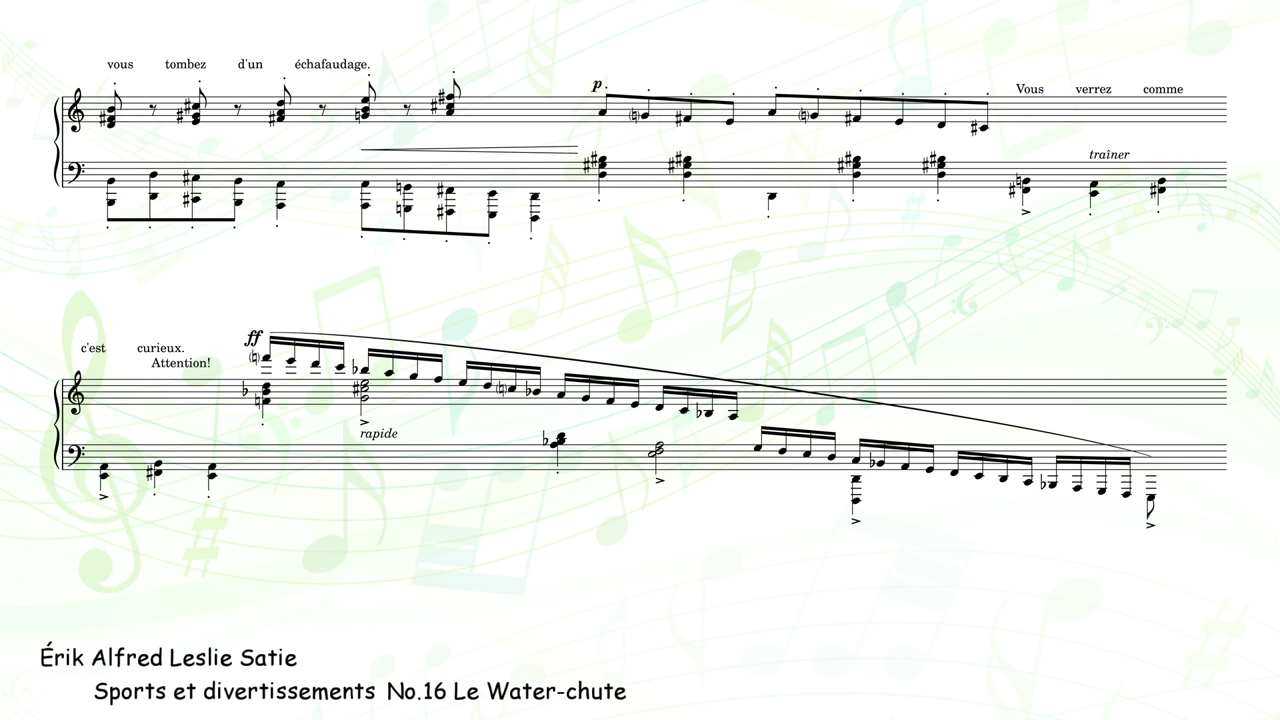 vous tombez d'un échafaudage.
p
Vous verrez comme
traîner
c'est curieux.
Attention!
ff
rapide
Érik Alfred Leslie Satie
Sports et divertissements No.16 Le Water-chute